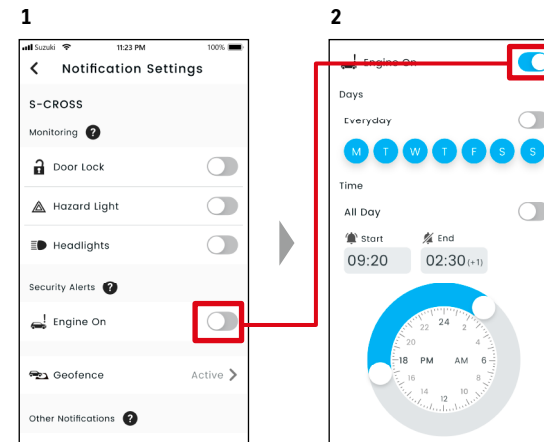 1
Suzuki 11:23 PM 100%
Notification Settings
S-CROSS
Monitoring ?
Door Lock
Hazard Light
Headlights
Security Alerts ?
Engine On
Geofence Active
Other Notifications ?
2
Engine On
Days
Everyday
M T W T F S S
Time
All Day
Start End
09:20 02:30 (+1)
22 24 2
20 4
18 PM AM 6
16 8
14 12 10